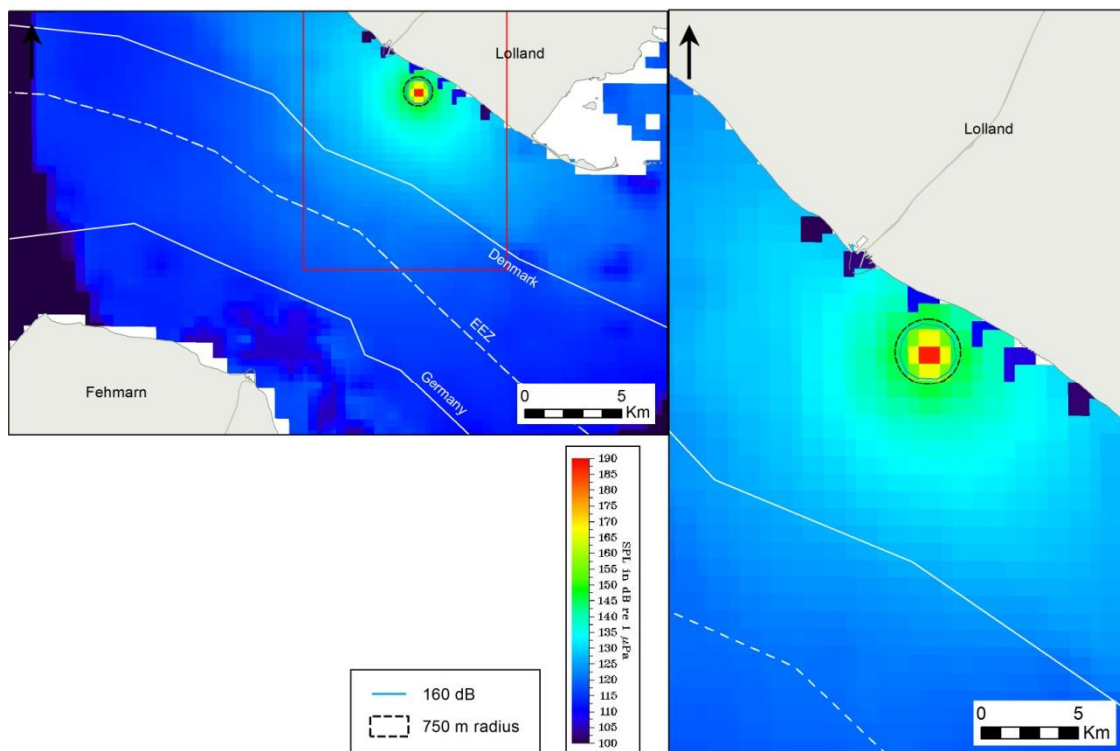 Lolland
Denmark
EEZ
Germany
Fehmarn
0 5
Km
Lolland
0 5
Km
190
185
180
175
170
165
160
155
150
145
140
135
130
125
120
115
110
105
100
SPL in dB re 1 µPa
160 dB
750 m radius